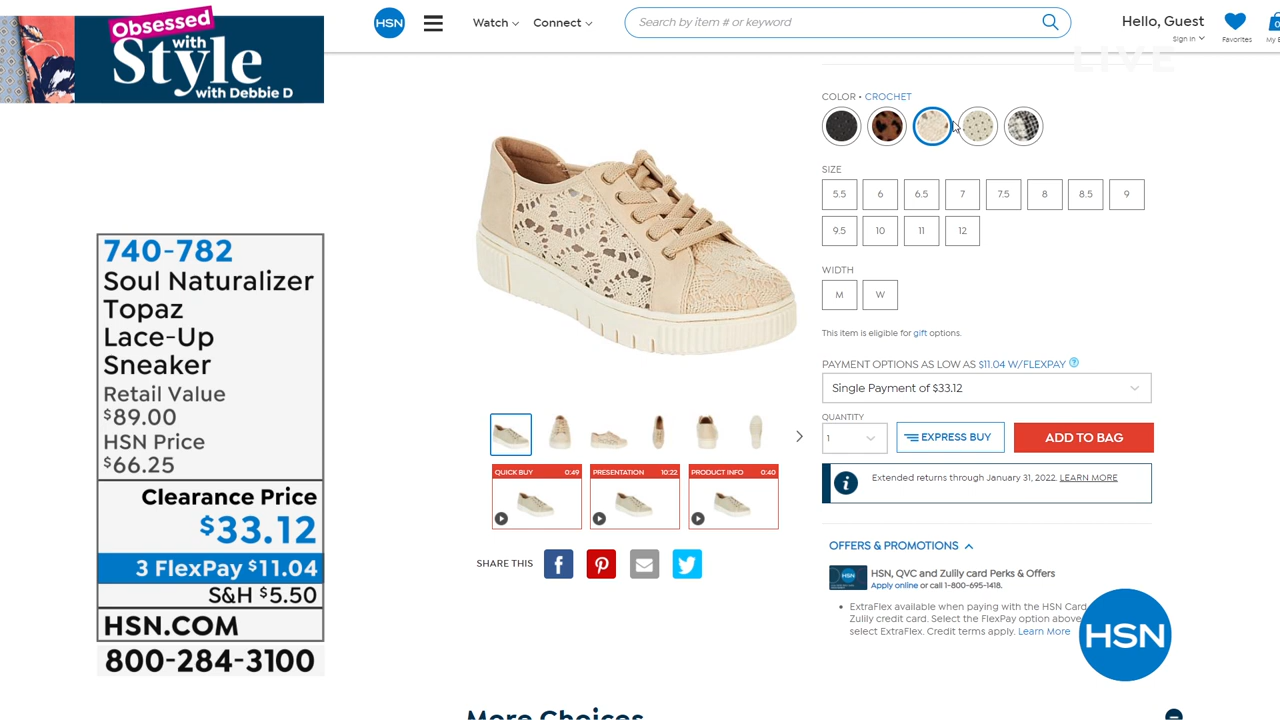 Obsessed
with
Style
with Debbie D
HSN
Watch
Connect
Search by item # or keyword
Hello, Guest
Sign In
Favorites
0
My B
LIVE
COLOR • CROCHET
SIZE
5.5 6 6.5 7 7.5 8 8.5 9
9.5 10 11 12
WIDTH
M W
This item is eligible for gift options.
PAYMENT OPTIONS AS LOW AS $11.04 W/FLEXPAY ?
Single Payment of $33.12
QUANTITY
1
EXPRESS BUY
ADD TO BAG
i
Extended returns through January 31, 2022. LEARN MORE
OFFERS & PROMOTIONS
HSN
HSN, QVC and Zulily card Perks & Offers
Apply online or call 1-800-695-1418.
• ExtraFlex available when paying with the HSN Card
Zulily credit card. Select the FlexPay option above
select ExtraFlex. Credit terms apply. Learn More
HSN
QUICK BUY 0:49
PRESENTATION 10:22
PRODUCT INFO 0:40
SHARE THIS
740-782
Soul Naturalizer
Topaz
Lace-Up
Sneaker
Retail Value
$89.00
HSN Price
$66.25
Clearance Price
$33.12
3 FlexPay $11.04
S&H $5.50
HSN.COM
800-284-3100
More Choices